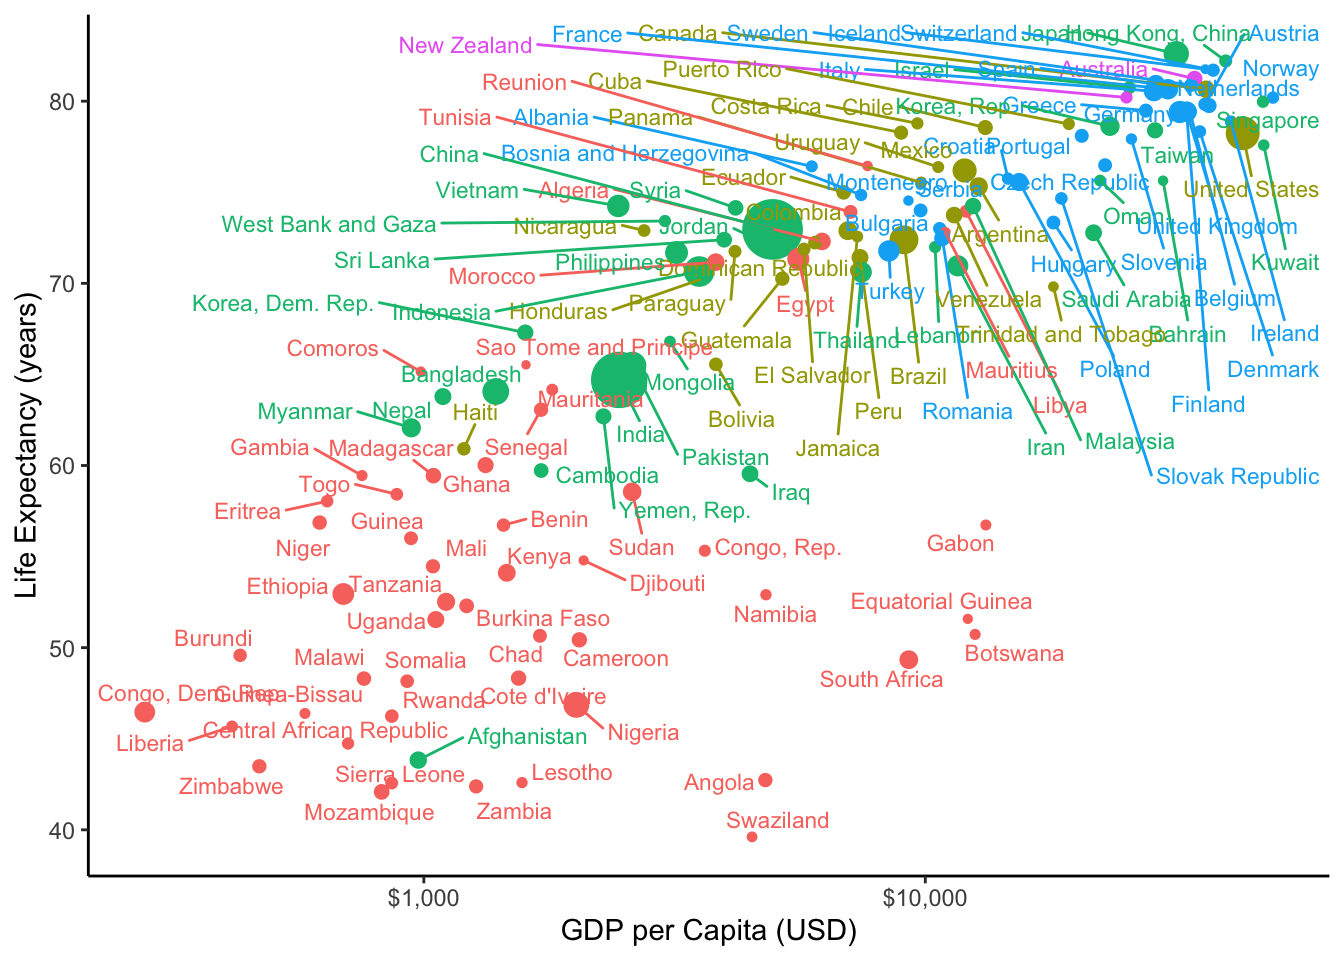 France
Canada
Sweden
Iceland
Switzerland
Japan
Hong Kong, China
Austria
New Zealand
Puerto Rico
Italy
Israel
Spain
Australia
Norway
Reunion
Cuba
Netherlands
Tunisia
Albania
Panama
Costa Rica
Chile
Korea, Rep.
Greece
Germany
Singapore
China
Bosnia and Herzegovina
Uruguay
Mexico
Croatia
Portugal
Taiwan
Vietnam
Algeria
Syria
Ecuador
Montenegro
Serbia
Czech Republic
United States
West Bank and Gaza
Nicaragua
Jordan
Colombia
Bulgaria
Argentina
Oman
United Kingdom
Sri Lanka
Philippines
Dominican Republic
Hungary
Slovenia
Kuwait
Morocco
Korea, Dem. Rep.
Indonesia
Honduras
Paraguay
Egypt
Turkey
Venezuela
Saudi Arabia
Belgium
Comoros
Sao Tome and Principe
Guatemala
Thailand
Lebanon
Trinidad and Tobago
Bahrain
Ireland
Bangladesh
Mongolia
El Salvador
Brazil
Mauritius
Poland
Denmark
Myanmar
Nepal
Haiti
Mauritania
Bolivia
Peru
Romania
Libya
Finland
Gambia
Madagascar
Senegal
India
Pakistan
Jamaica
Iran
Malaysia
Togo
Ghana
Cambodia
Iraq
Slovak Republic
Eritrea
Guinea
Benin
Yemen, Rep.
Niger
Mali
Kenya
Sudan
Congo, Rep.
Gabon
Ethiopia
Tanzania
Djibouti
Uganda
Burkina Faso
Namibia
Equatorial Guinea
Burundi
Malawi
Somalia
Chad
Cameroon
Botswana
South Africa
Congo, Dem. Rep.
Guinea-Bissau
Rwanda
Cote d'Ivoire
Liberia
Central African Republic
Afghanistan
Nigeria
Zimbabwe
Sierra Leone
Lesotho
Angola
Mozambique
Zambia
Swaziland
80
70
60
50
40
Life Expectancy (years)
$1,000
$10,000
GDP per Capita (USD)